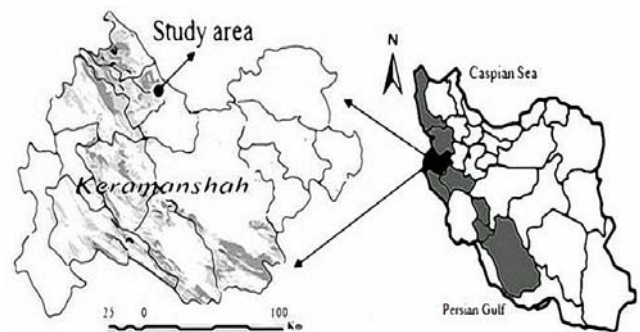 Study area
N
Caspian Sea
Keramanshah
25 0 100
Km
Persian Gulf